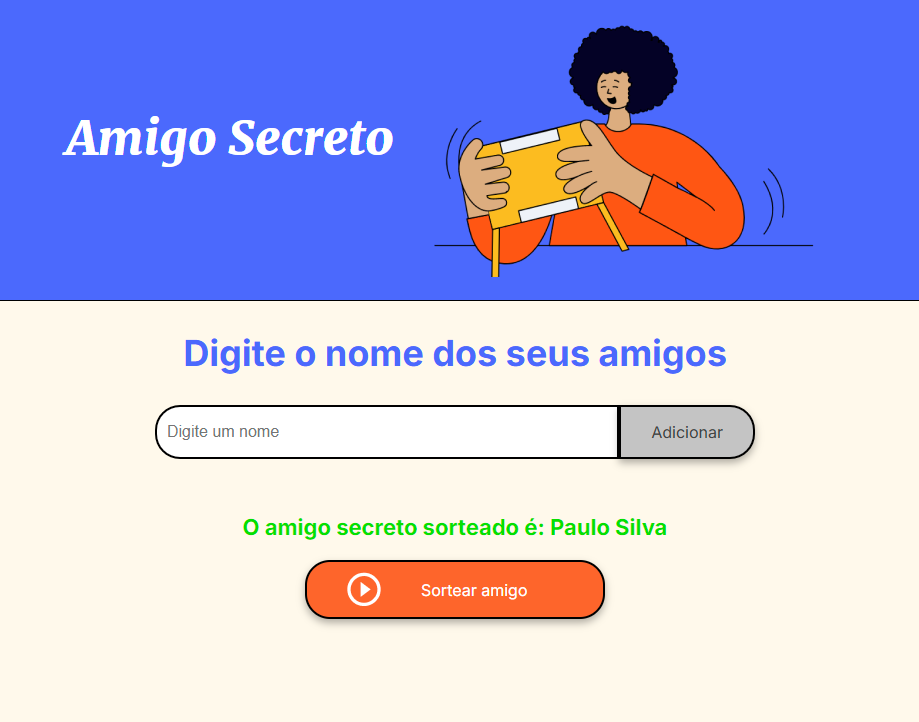 Amigo Secreto
Digite o nome dos seus amigos
Digite um nome
Adicionar
O amigo secreto sorteado é: Paulo Silva
Sortear amigo